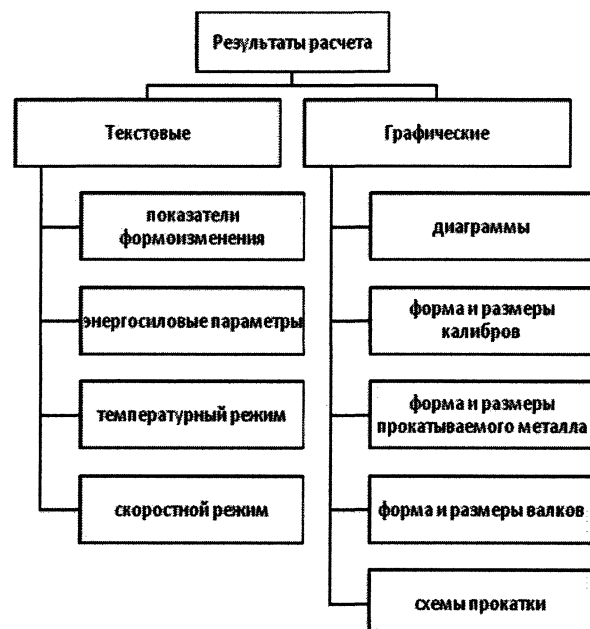 Результаты расчета
Текстовые
Графические
показатели
формоизменения
энергосиловые параметры
температурный режим
скоростной режим
диаграммы
форма и размеры
калибров
форма и размеры
прокатываемого металла
форма и размеры валков
схемы прокатки